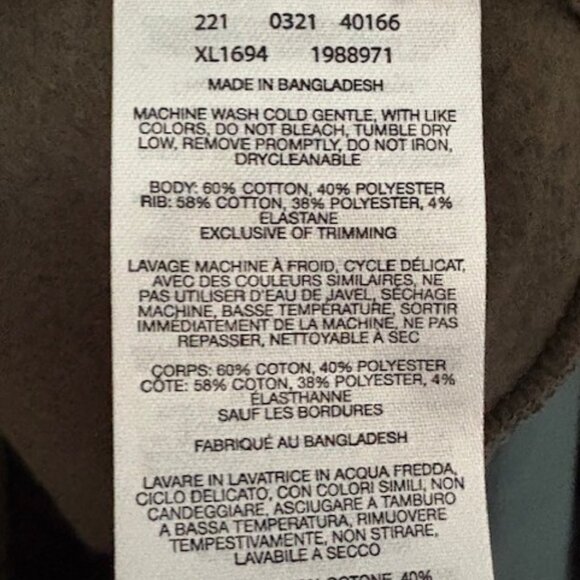 221 0321 40166
XL1694 1988971
MADE IN BANGLADESH
MACHINE WASH COLD GENTLE, WITH LIKE
COLORS, DO NOT BLEACH, TUMBLE DRY
LOW, REMOVE PROMPTLY, DO NOT IRON,
DRYCLEANABLE
BODY: 60% COTTON, 40% POLYESTER
RIB: 58% COTTON, 38% POLYESTER, 4%
ELASTANE
EXCLUSIVE OF TRIMMING
LAVAGE MACHINE À FROID, CYCLE DÉLICAT,
AVEC DES COULEURS SIMILAIRES, NE
PAS UTILISER D'EAU DE JAVEL, SÉCHAGE
MACHINE, BASSE TEMPÉRATURE, SORTIR
IMMÉDIATEMENT DE LA MACHINE, NE PAS
REPASSER, NETTOYABLE À SEC
CORPS: 60% COTON, 40% POLYESTER
CÔTE: 58% COTON, 38% POLYESTER, 4%
ÉLASTHANNE
SAUF LES BORDURES
FABRIQUÉ AU BANGLADESH
LAVARE IN LAVATRICE IN ACQUA FREDDA,
CICLO DELICATO, CON COLORI SIMILI, NON
CANDEGGIARE, ASCIUGARE A TAMBURO
A BASSA TEMPERATURA, RIMUOVERE
TEMPESTIVAMENTE, NON STIRARE,
LAVABILE A SECCO
COTONE, 40%